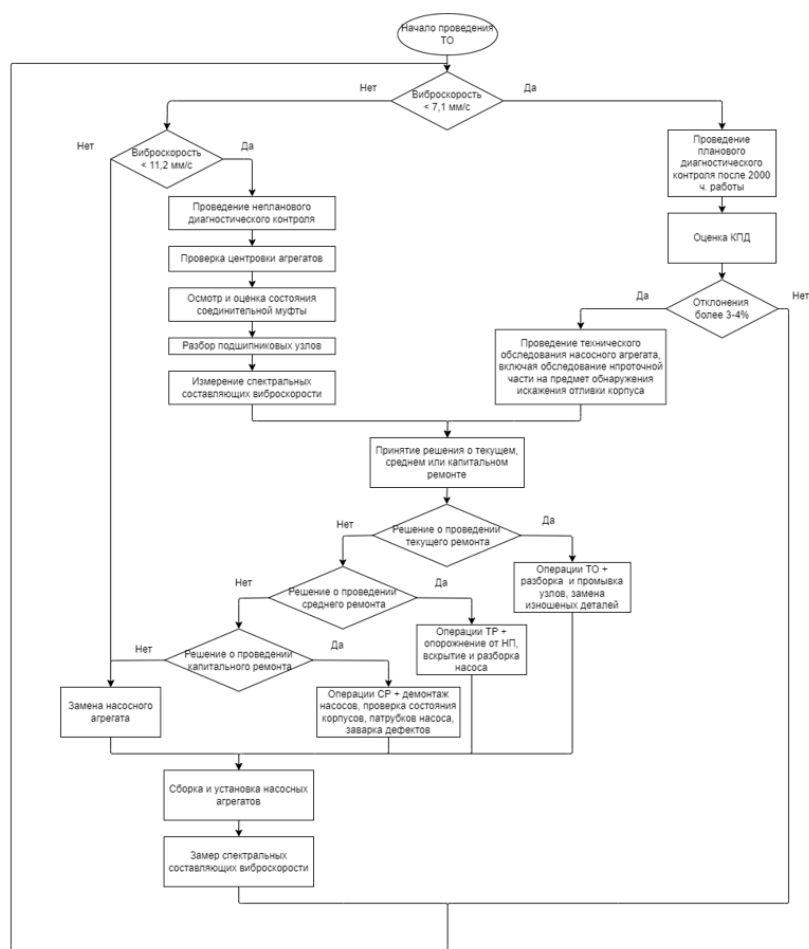 Начало проведения
ТО
Нет
Да
Виброскорость
< 7,1 мм/с
Нет
Виброскорость
< 11,2 мм/с
Да
Проведение
планового
диагностического
контроля после 2000
ч. работы
Проведение непланового
диагностического контроля
Оценка КПД
Проверка центровки агрегатов
Осмотр и оценка состояния
соединительной муфты
Да
Отклонения
более 3-4%
Нет
Разбор подшипниковых узлов
Проведение технического
обследования насосного агрегата,
включая обследование нпроточной
части на предмет обнаружения
искажения отливки корпуса
Измерение спектральных
составляющих виброскорости
Принятие решения о текущем,
среднем или капитальном
ремонте
Нет
Решение о проведении
текущего ремонта
Да
Операции ТО +
разборка и промывка
узлов, замена
изношеных деталей
Нет
Решение о проведении
среднего ремонта
Да
Операции ТР +
опорожнение от НП,
вскрытие и разборка
насоса
Нет
Решение о проведении
капитального ремонта
Да
Замена насосного
агрегата
Операции СР + демонтаж
насосов, проверка состояния
корпусов, патрубков насоса,
заварка дефектов
Сборка и установка насосных
агрегатов
Замер спектральных
составляющих виброскорости